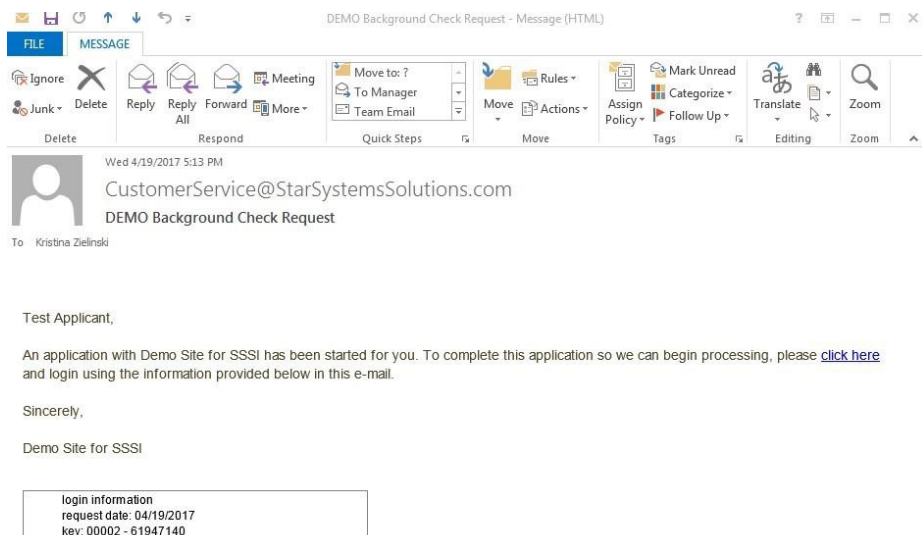 DEMO Background Check Request - Message (HTML)
?
FILE
MESSAGE
Ignore
Junk
Delete
Delete
Reply
Reply All
Forward
Meeting
More
Respond
Move to: ?
To Manager
Team Email
Quick Steps
Move
Rules
Actions
Move
Assign Policy
Mark Unread
Categorize
Follow Up
Tags
Translate
Editing
Zoom
Zoom
Wed 4/19/2017 5:13 PM
CustomerService@StarSystemsSolutions.com
DEMO Background Check Request
To Kristina Zielinski
Test Applicant,
An application with Demo Site for SSSI has been started for you. To complete this application so we can begin processing, please click here
and login using the information provided below in this e-mail.
Sincerely,
Demo Site for SSSI
login information
request date: 04/19/2017
key: 00002 - 61947140